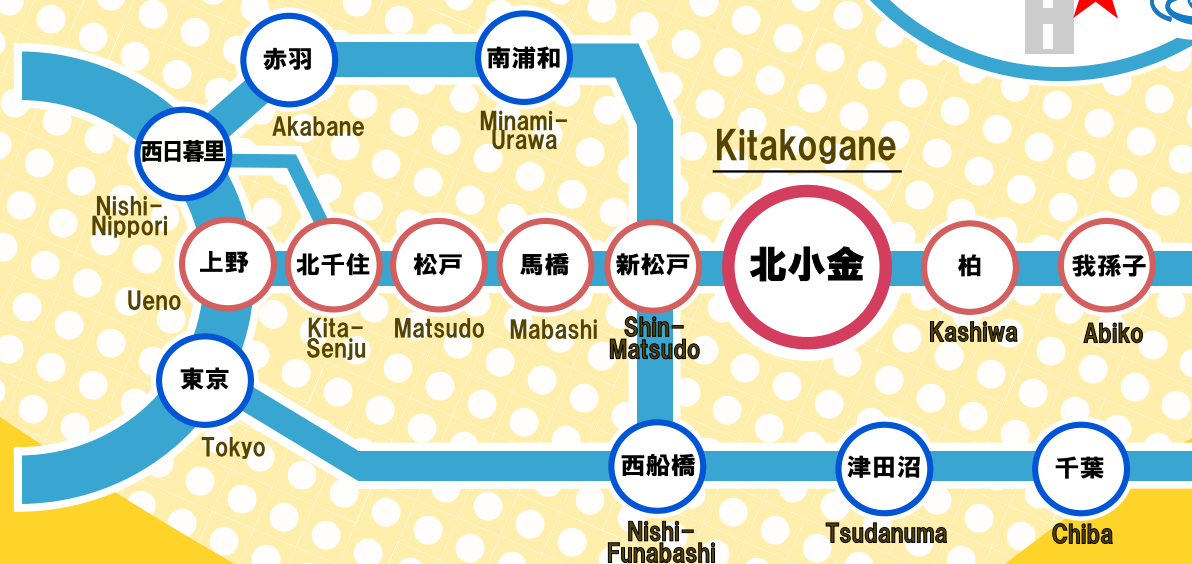 赤羽
Akabane
南浦和
Minami-
Urawa
西日暮里
Nishi-
Nippori
Kitakogane
上野
Ueno
北千住
Kita-
Senju
松戸
Matsudo
馬橋
Mabashi
新松戸
Shin-
Matsudo
北小金
柏
Kashiwa
我孫子
Abiko
東京
Tokyo
西船橋
Nishi-
Funabashi
津田沼
Tsudanuma
千葉
Chiba